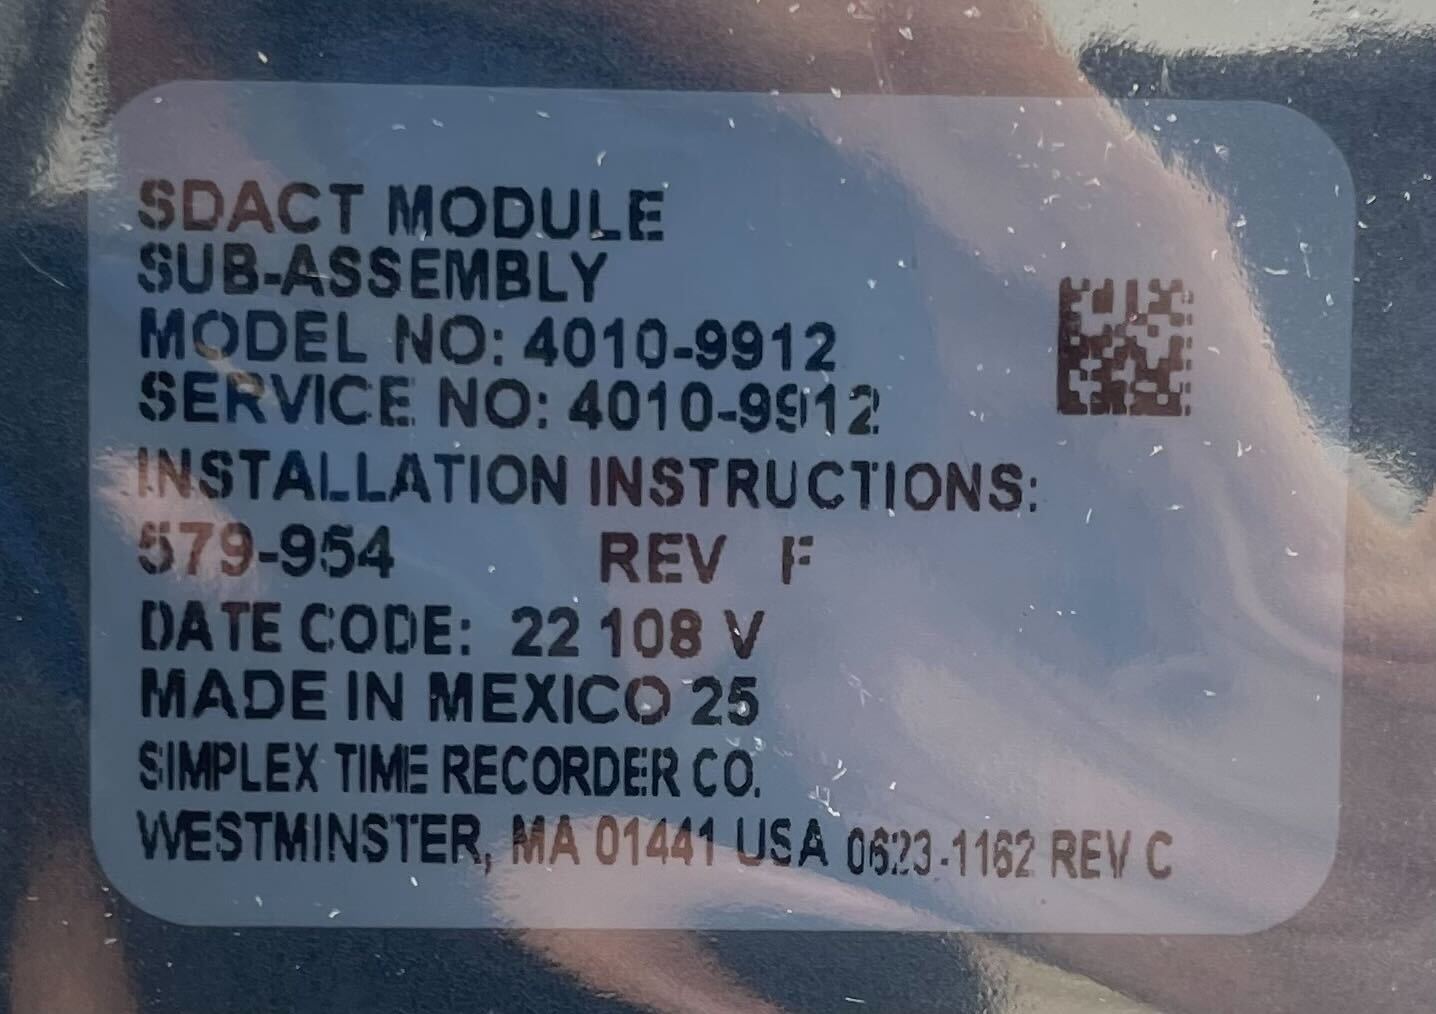 SDACT MODULE
SUB-ASSEMBLY
MODEL NO: 4010-9912
SERVICE NO: 4010-9912
INSTALLATION INSTRUCTIONS:
579-954 REV F
DATE CODE: 22 108 V
MADE IN MEXICO 25
SIMPLEX TIME RECORDER CO.
WESTMINSTER, MA 01441 USA 0623-1162 REV C